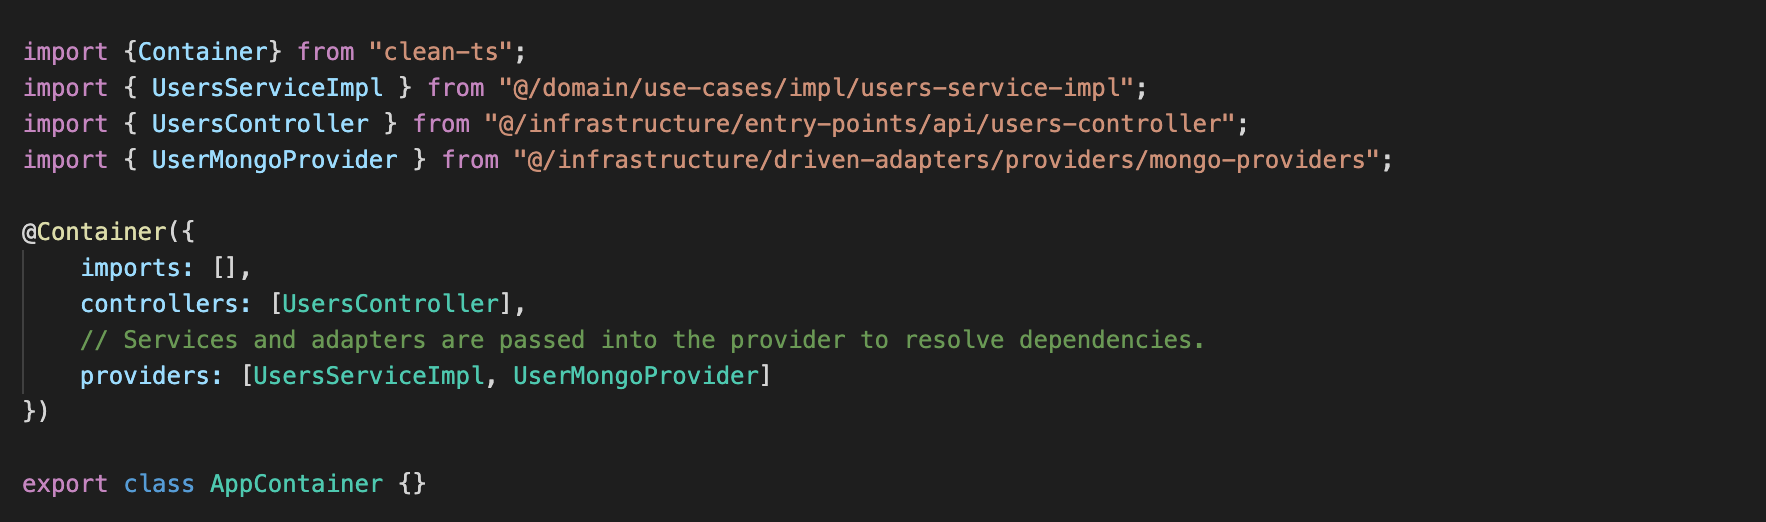 import {Container} from "clean-ts";
import { UsersServiceImpl } from "@/domain/use-cases/impl/users-service-impl";
import { UsersController } from "@/infrastructure/entry-points/api/users-controller";
import { UserMongoProvider } from "@/infrastructure/driven-adapters/providers/mongo-providers";

@Container({
    imports: [],
    controllers: [UsersController],
    // Services and adapters are passed into the provider to resolve dependencies.
    providers: [UsersServiceImpl, UserMongoProvider]
})

export class AppContainer {}